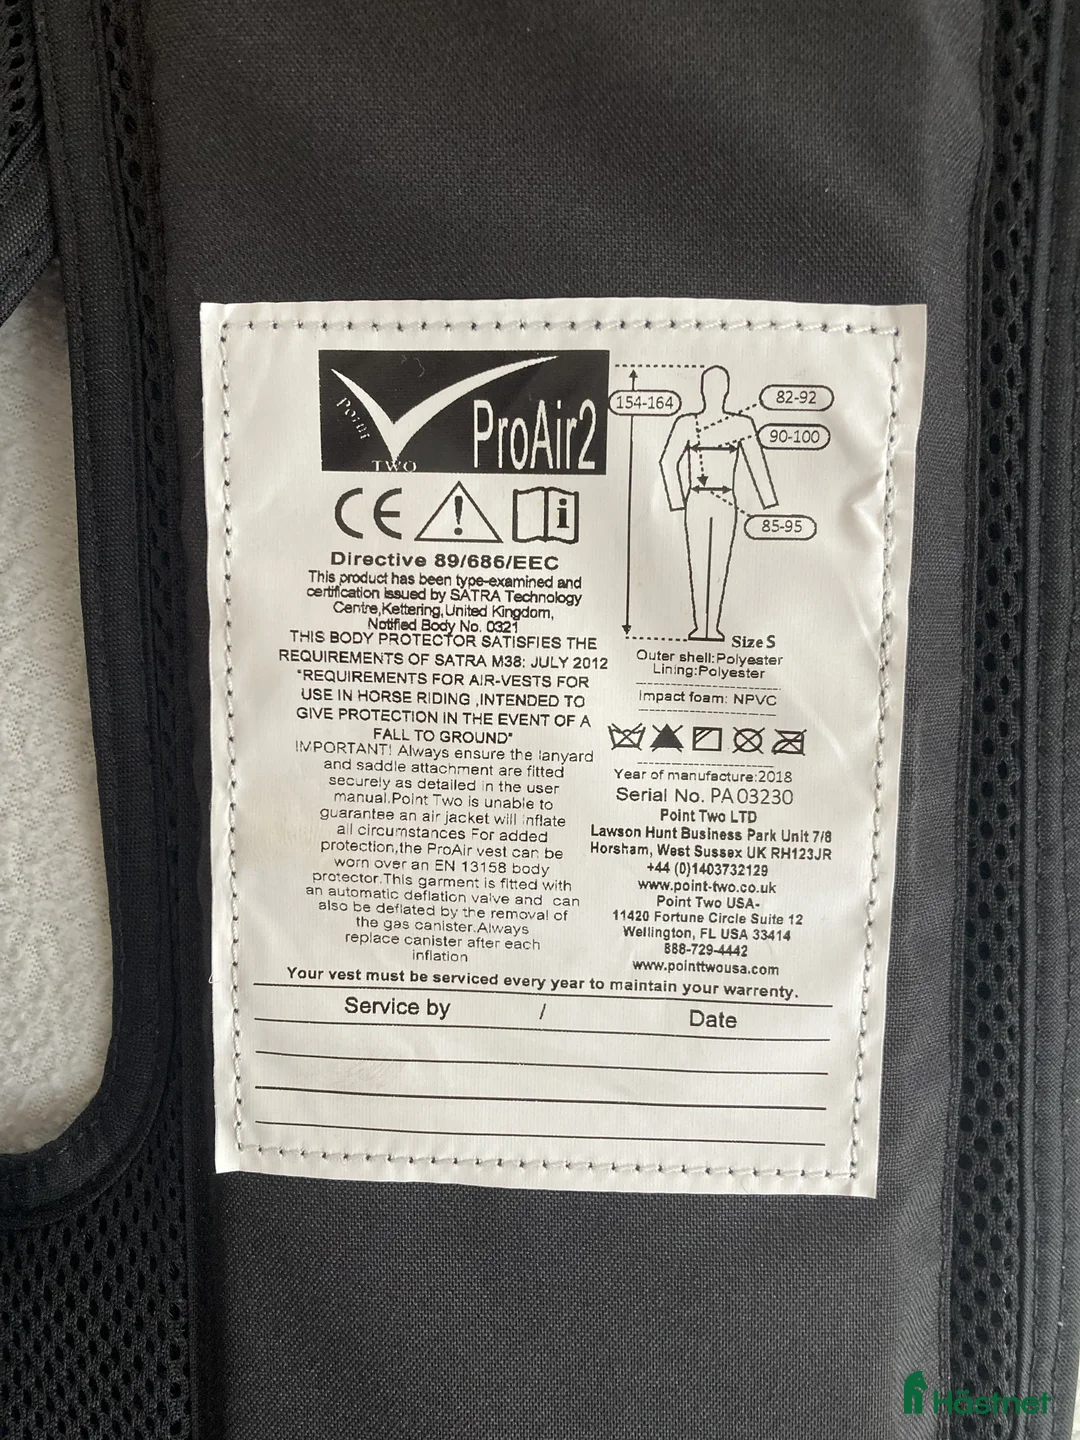 Point
TWO
ProAir2
CE
Directive 89/686/EEC
This product has been type-examined and
certification issued by SATRA Technology
Centre,Kettering,United Kingdom,
Notified Body No. 0321
THIS BODY PROTECTOR SATISFIES THE
REQUIREMENTS OF SATRA M38: JULY 2012
"REQUIREMENTS FOR AIR-VESTS FOR
USE IN HORSE RIDING ,INTENDED TO
GIVE PROTECTION IN THE EVENT OF A
FALL TO GROUND"
IMPORTANT! Always ensure the lanyard
and saddle attachment are fitted
securely as detailed in the user
manual.Point Two is unable to
guarantee an air jacket will inflate
all circumstances For added
protection,the ProAir vest can be
worn over an EN 13158 body
protector.This garment is fitted with
an automatic deflation valve and can
also be deflated by the removal of
the gas canister.Always
replace canister after each
inflation
154-164
82-92
90-100
85-95
Size S
Outer shell:Polyester
Lining:Polyester
Impact foam: NPVC
Year of manufacture:2018
Serial No. PA03230
Point Two LTD
Lawson Hunt Business Park Unit 7/8
Horsham, West Sussex UK RH123JR
+44 (0)1403732129
www.point-two.co.uk
Point Two USA-
11420 Fortune Circle Suite 12
Wellington, FL USA 33414
888-729-4442
www.pointtwousa.com
Your vest must be serviced every year to maintain your warrenty.
Service by / Date
Hästnet